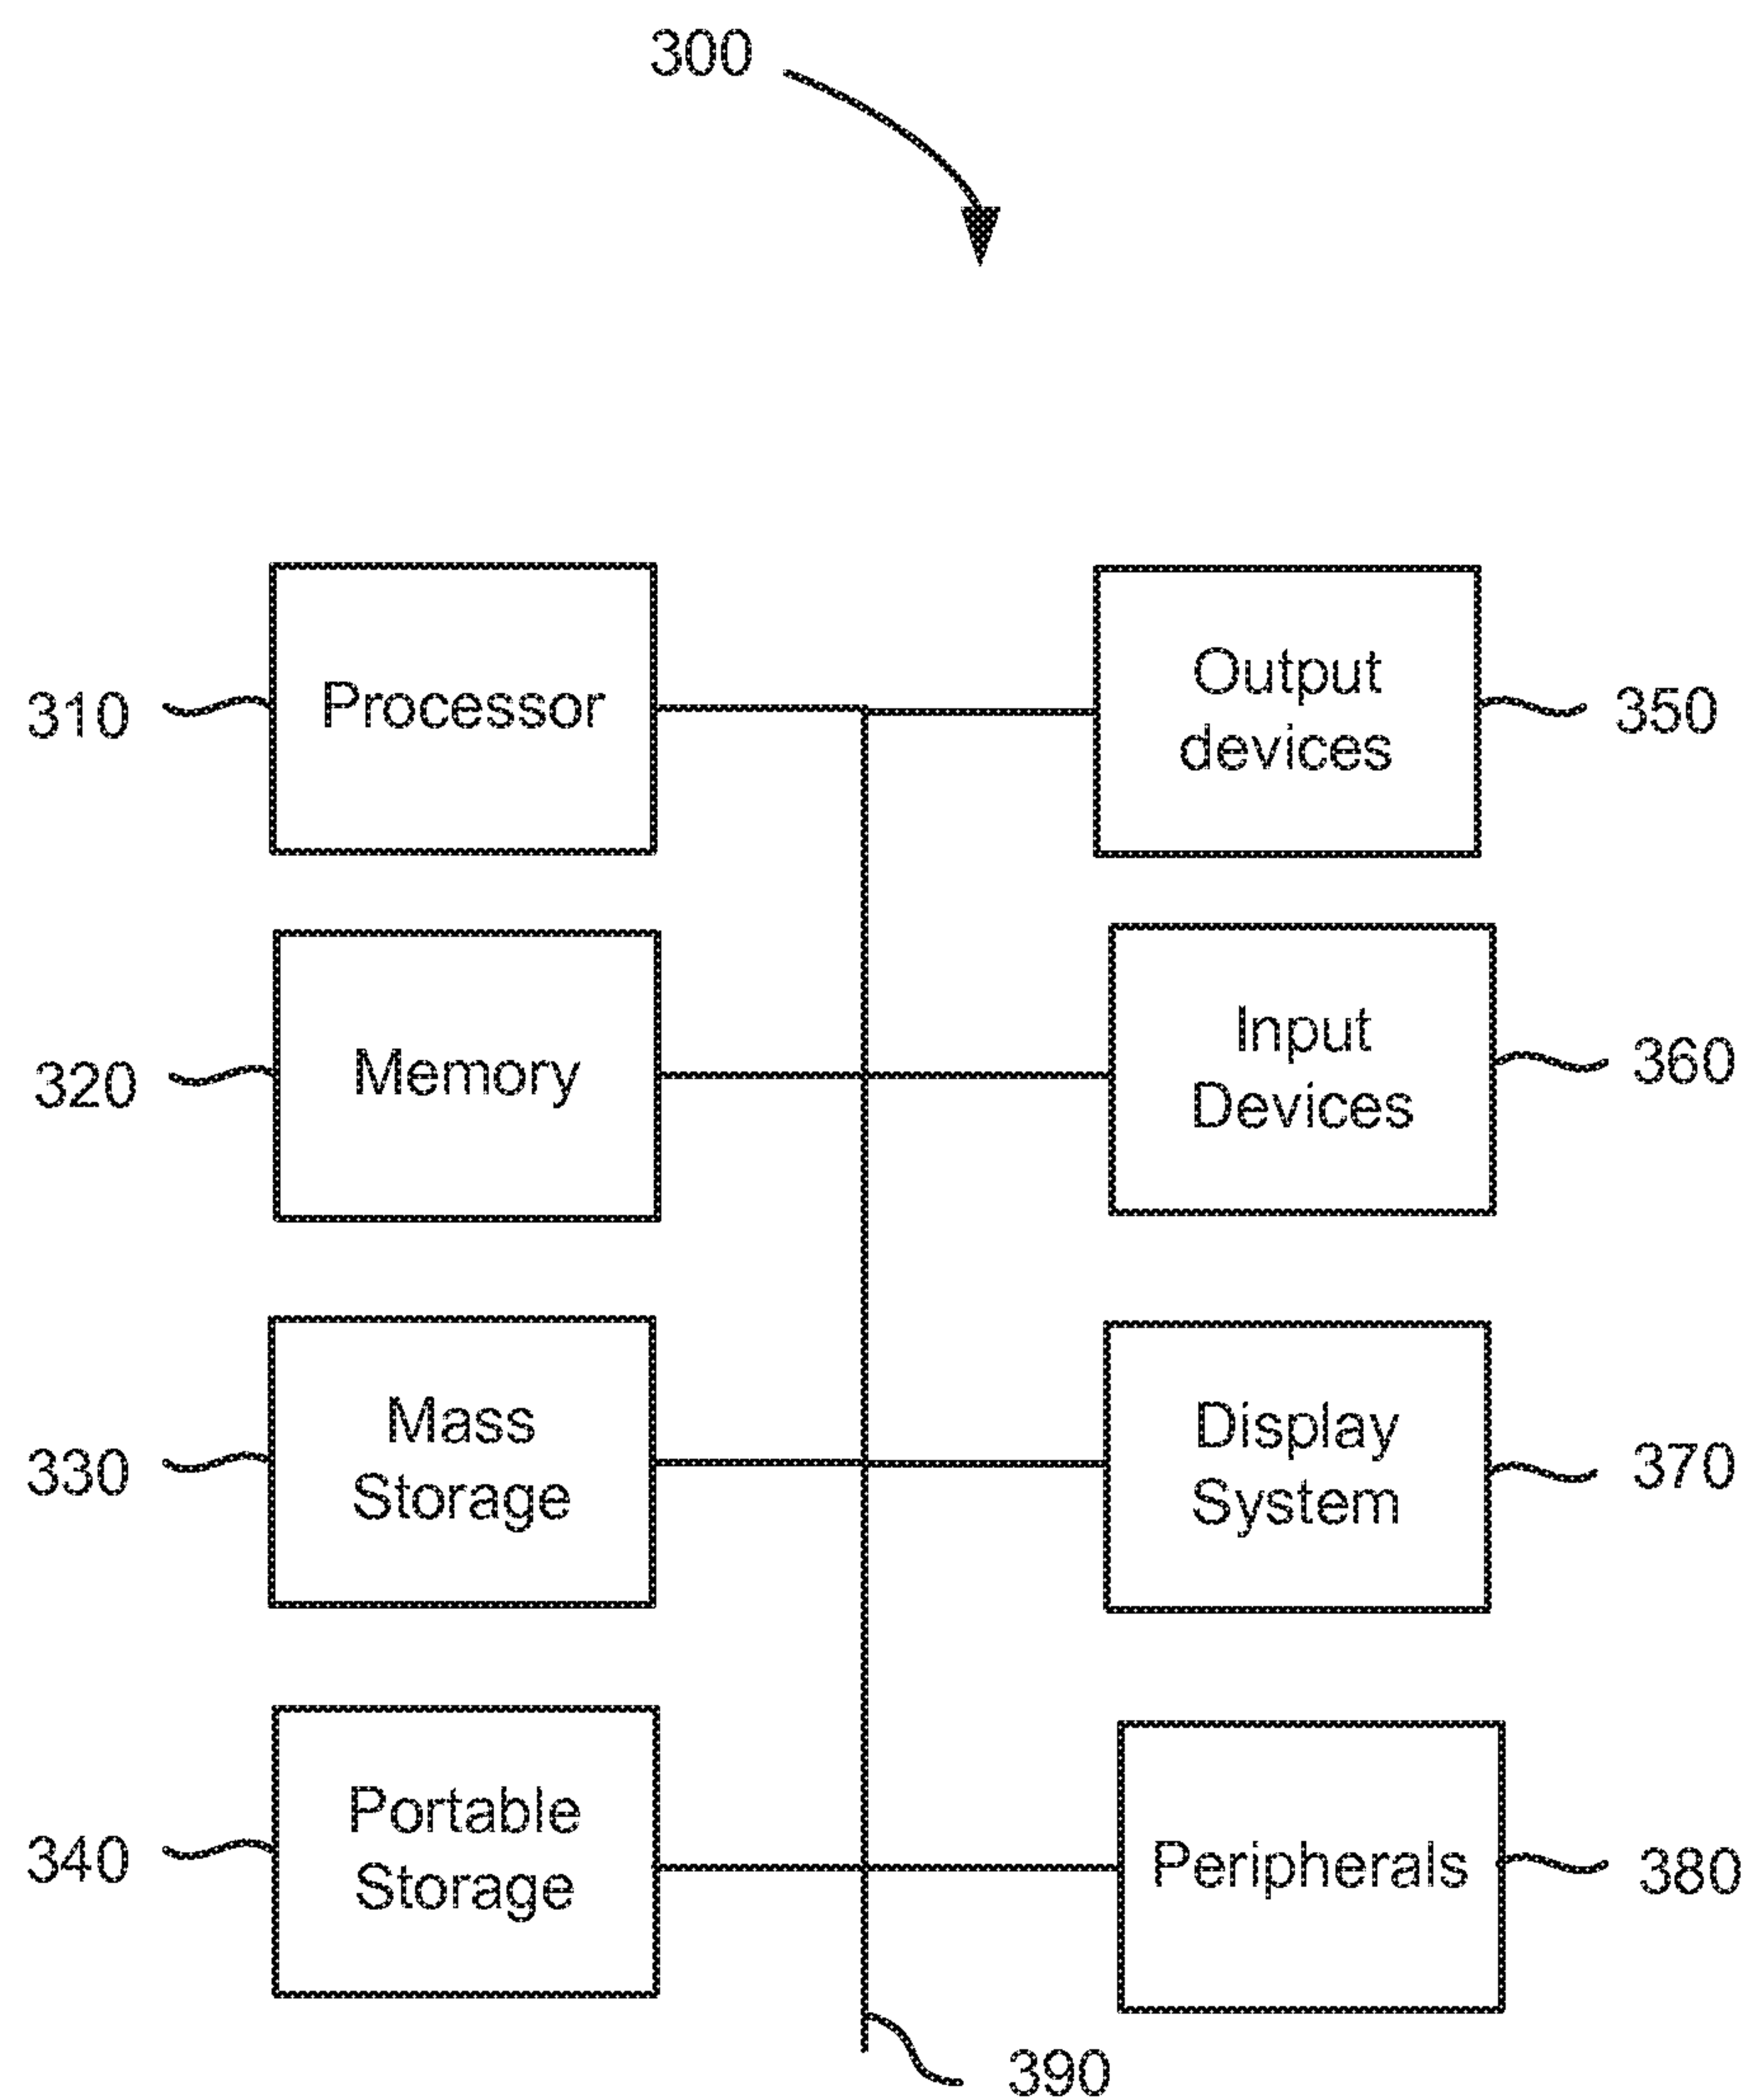 300
310
Processor
Output
devices
350
320
Memory
Input
Devices
360
330
Mass
Storage
Display
System
370
340
Portable
Storage
Peripherals
380
390